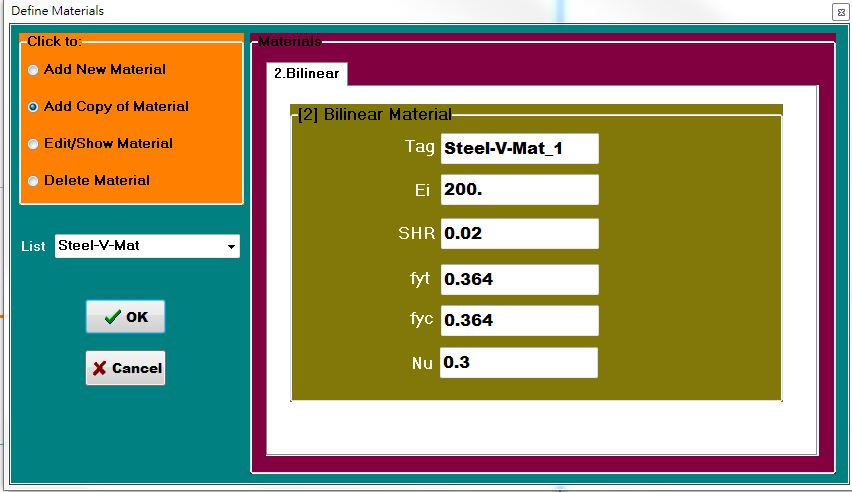 Define Materials
Click to:
Add New Material
Add Copy of Material
Edit/Show Material
Delete Material
List Steel-V-Mat
OK
Cancel
Materials
2.Bilinear
[2] Bilinear Material
Tag Steel-V-Mat_1
Ei 200.
SHR 0.02
fyt 0.364
fyc 0.364
Nu 0.3